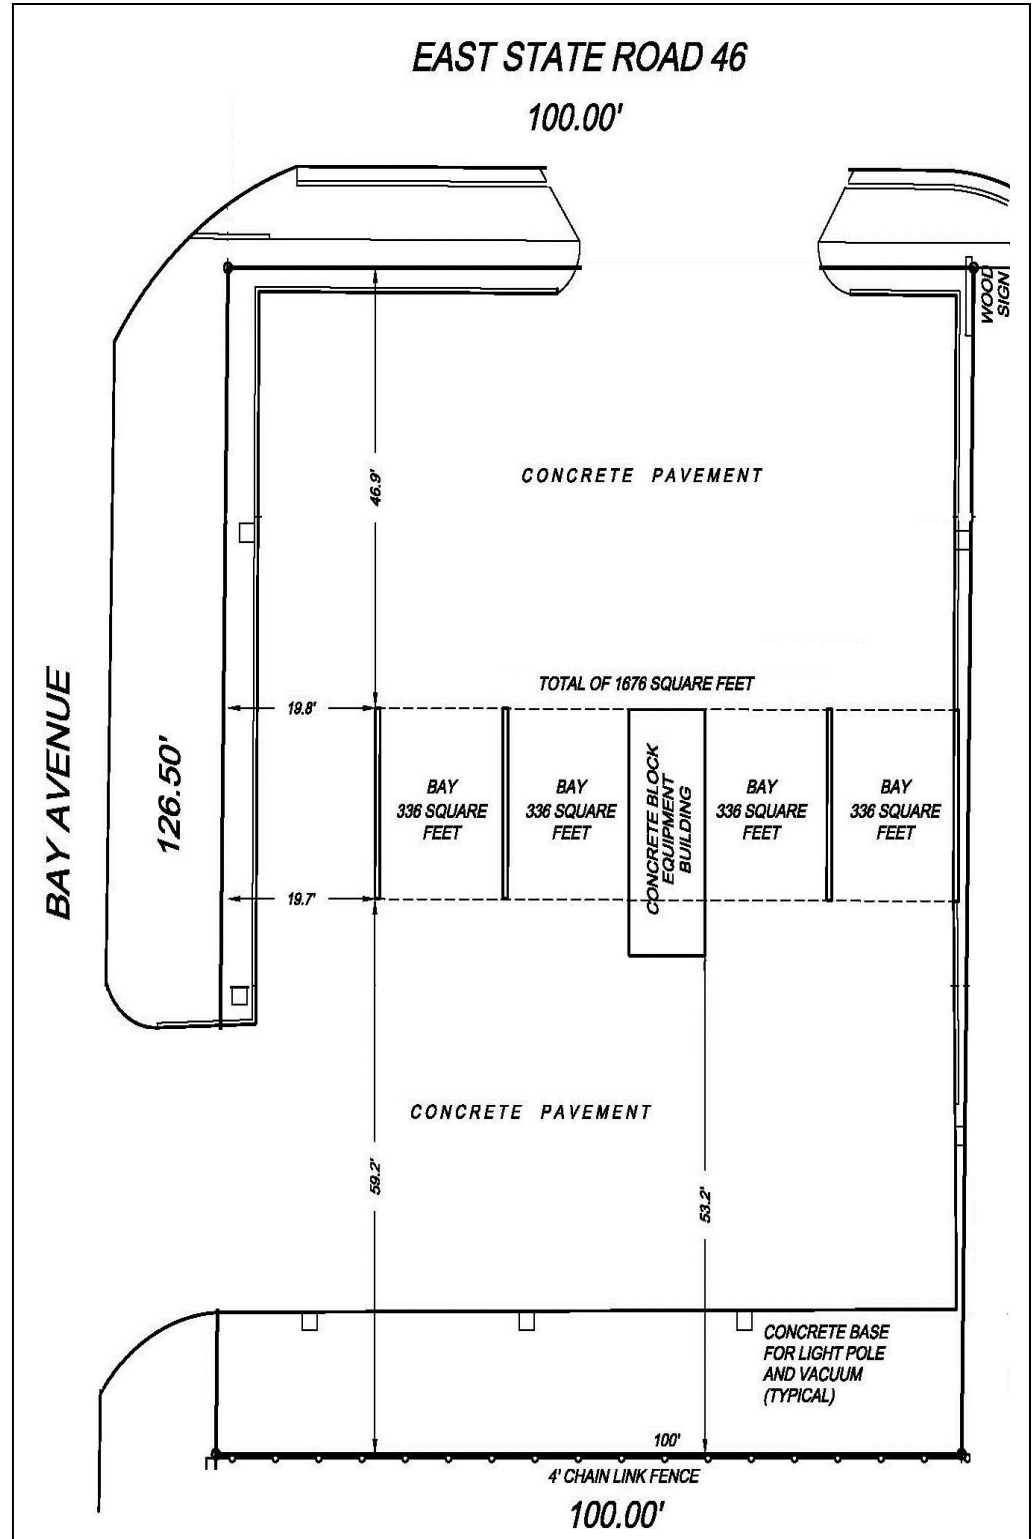 EAST STATE ROAD 46
100.00'
WOOD
SIGN
46.9'
CONCRETE PAVEMENT
TOTAL OF 1676 SQUARE FEET
19.8'
BAY AVENUE
126.50'
BAY
336 SQUARE
FEET
BAY
336 SQUARE
FEET
CONCRETE BLOCK
EQUIPMENT
BUILDING
BAY
336 SQUARE
FEET
BAY
336 SQUARE
FEET
19.7'
CONCRETE PAVEMENT
59.2'
53.2'
CONCRETE BASE
FOR LIGHT POLE
AND VACUUM
(TYPICAL)
100'
4' CHAIN LINK FENCE
100.00'